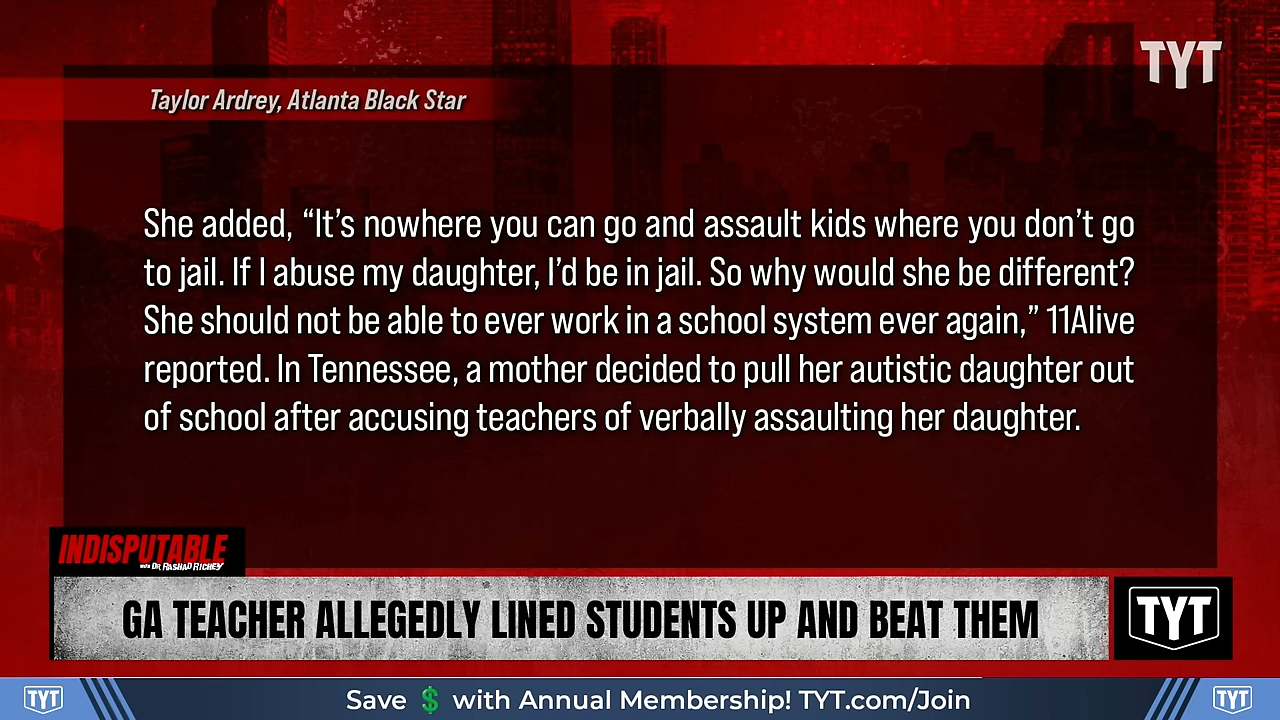 TYT
Taylor Ardrey, Atlanta Black Star
She added, “It’s nowhere you can go and assault kids where you don’t go
to jail. If I abuse my daughter, I’d be in jail. So why would she be different?
She should not be able to ever work in a school system ever again,” 11Alive
reported. In Tennessee, a mother decided to pull her autistic daughter out
of school after accusing teachers of verbally assaulting her daughter.
INDISPUTABLE
WITH DR. RASHAD RICHEY
GA TEACHER ALLEGEDLY LINED STUDENTS UP AND BEAT THEM
TYT
TYT
Save 💲 with Annual Membership! TYT.com/Join
TYT